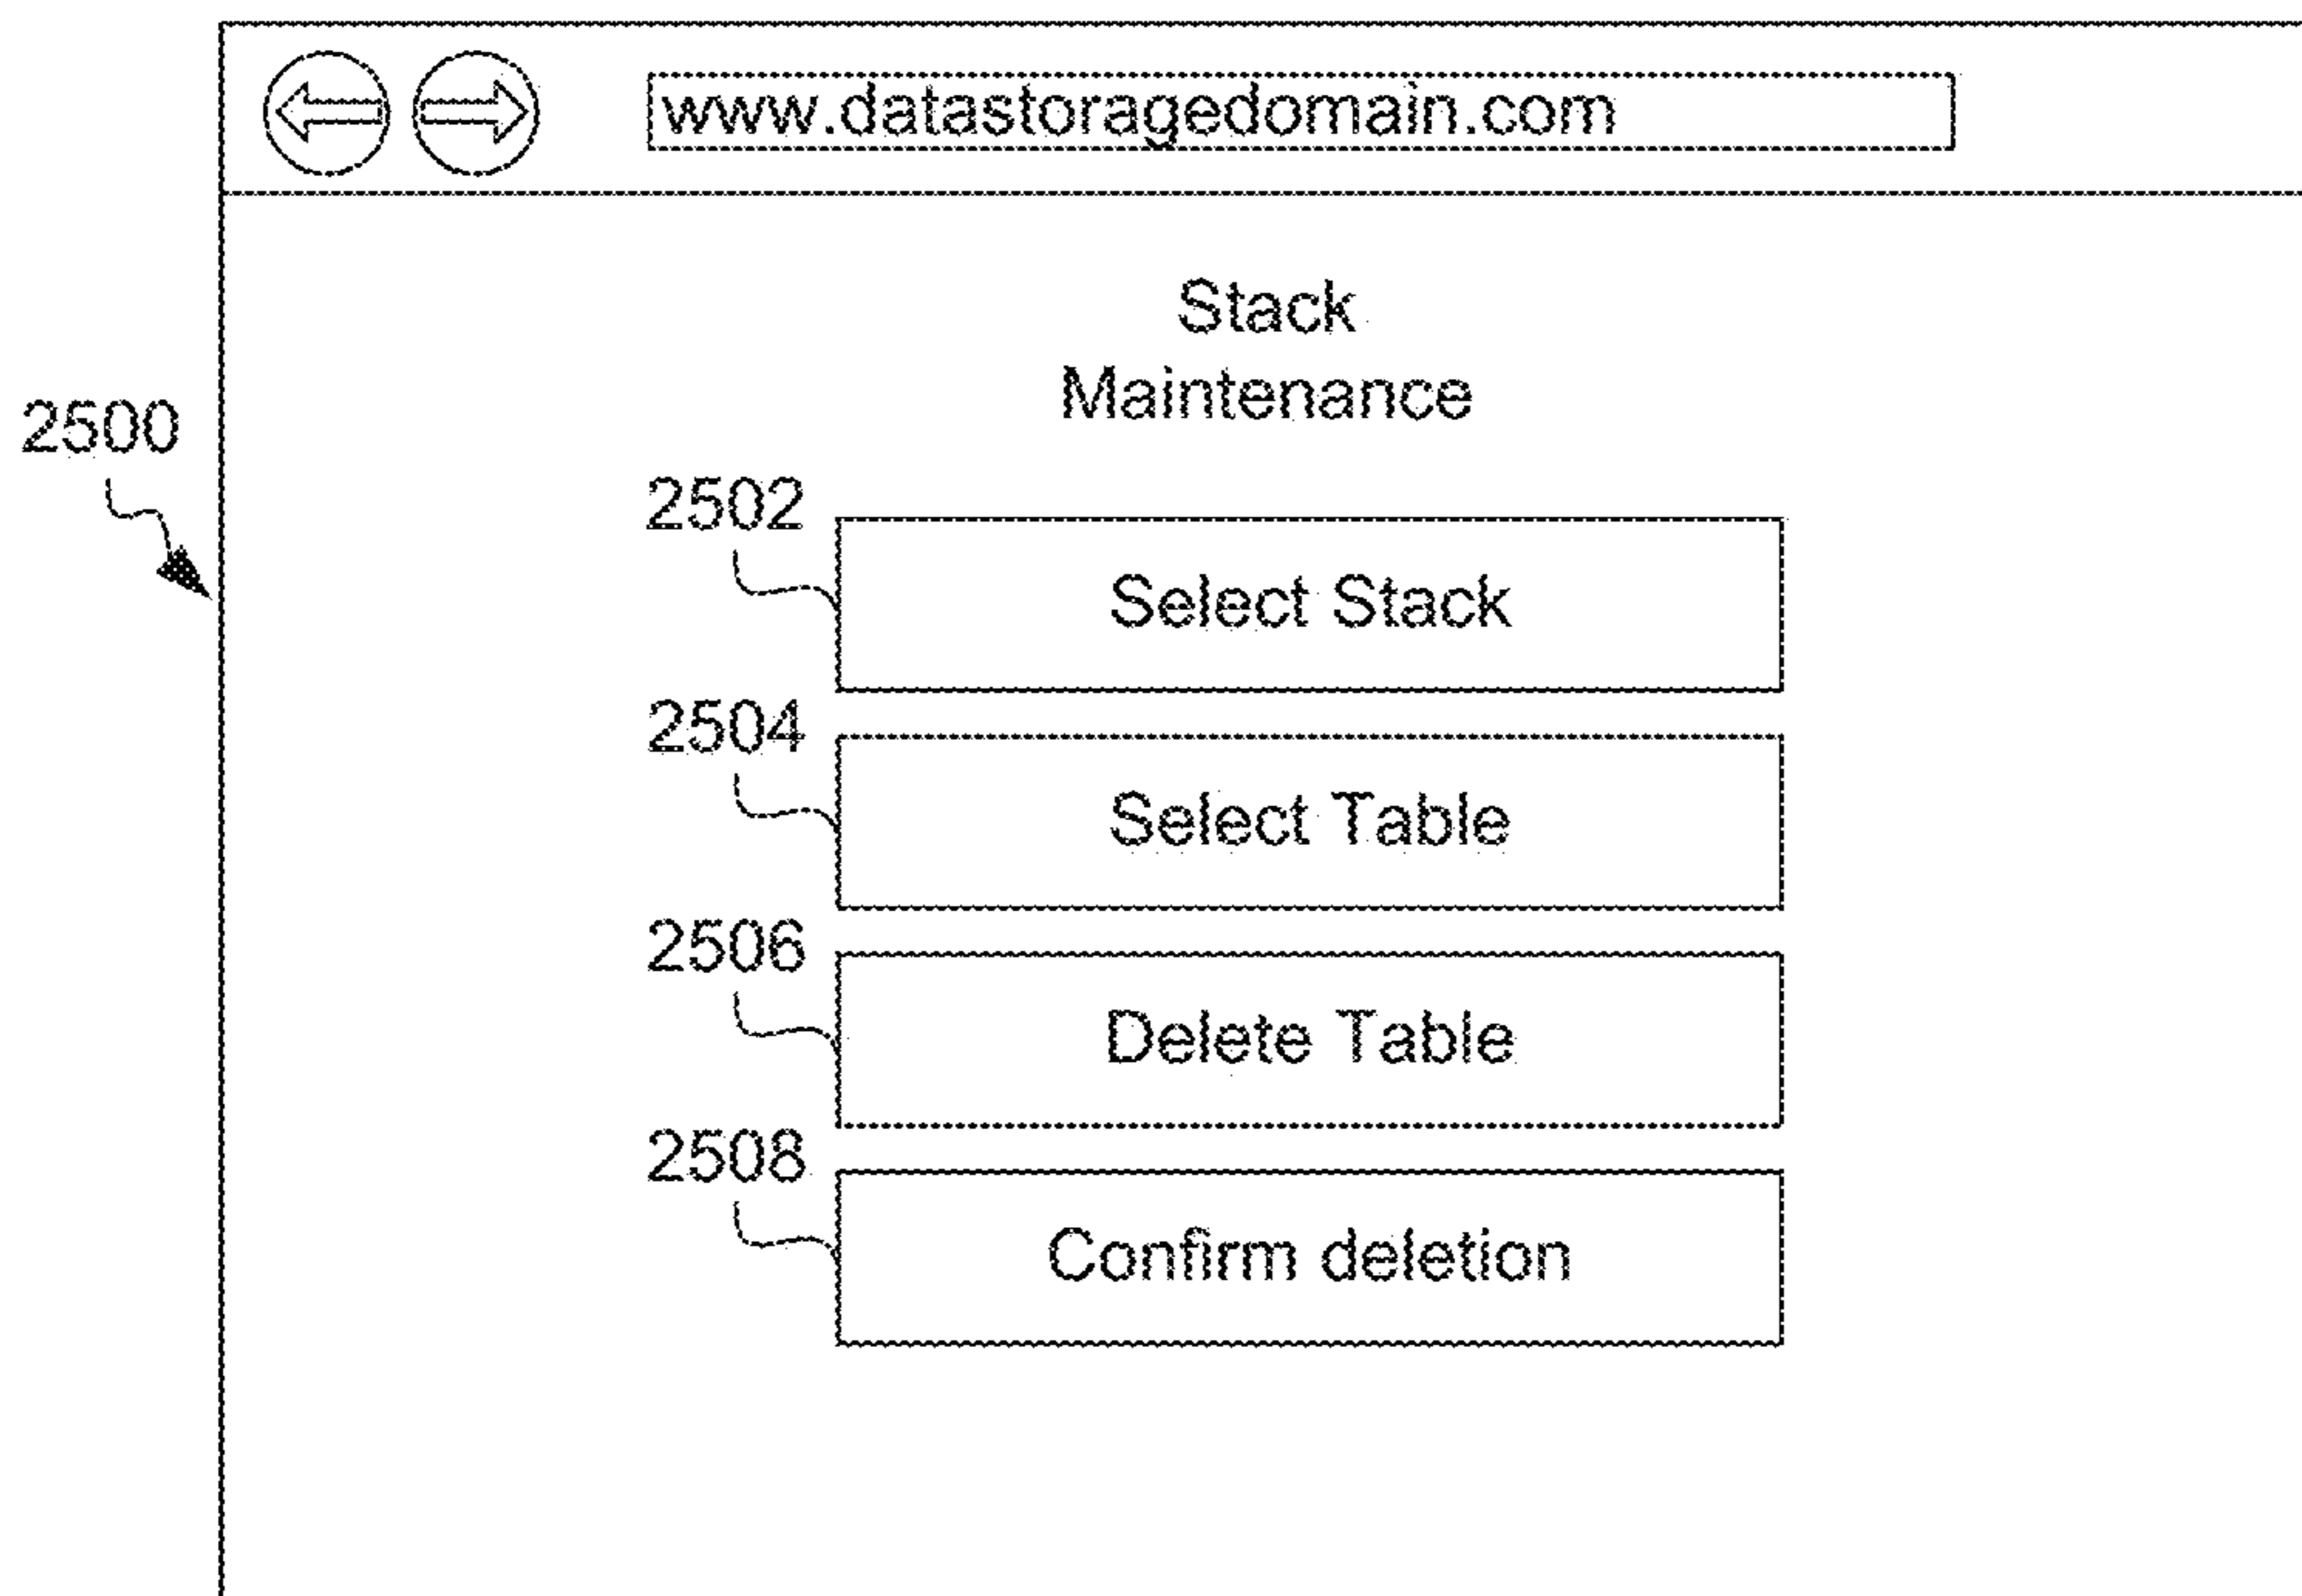 www.datastoragedomain.com
Stack
Maintenance
2500
2502
Select Stack
2504
Select Table
2506
Delete Table
2508
Confirm deletion